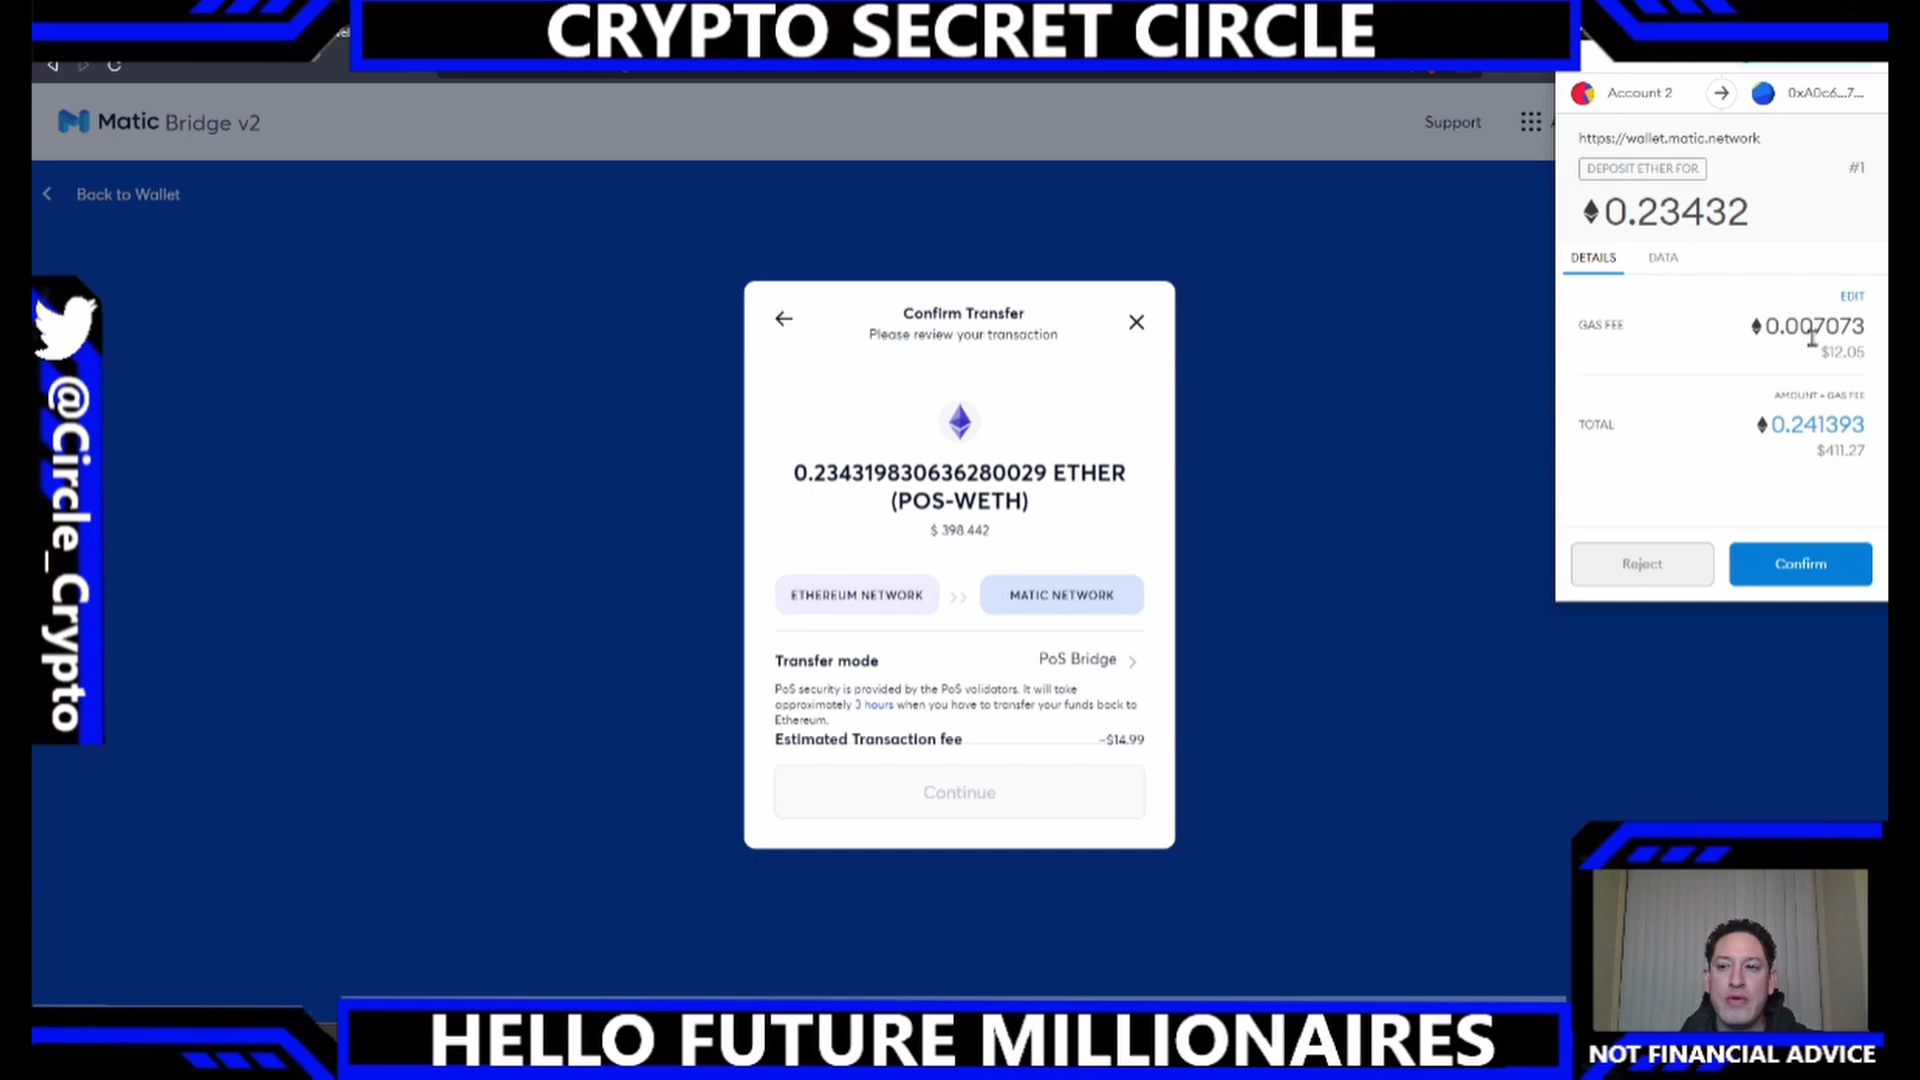 CRYPTO SECRET CIRCLE
Matic Bridge v2
Support
Back to Wallet
@Circle_Crypto
Confirm Transfer
Please review your transaction
0.234319830636280029 ETHER
(POS-WETH)
$ 398.442
ETHEREUM NETWORK >> MATIC NETWORK
Transfer mode PoS Bridge
PoS security is provided by the PoS validators. It will take
approximately 3 hours when you have to transfer your funds back to
Ethereum.
Estimated Transaction fee ~$14.99
Continue
Account 2
0xA0c6...7...
https://wallet.matic.network
DEPOSIT ETHER FOR
#1
0.23432
DETAILS DATA
EDIT
GAS FEE 0.007073
$12.05
AMOUNT + GAS FEE
TOTAL 0.241393
$411.27
Reject Confirm
HELLO FUTURE MILLIONAIRES
NOT FINANCIAL ADVICE